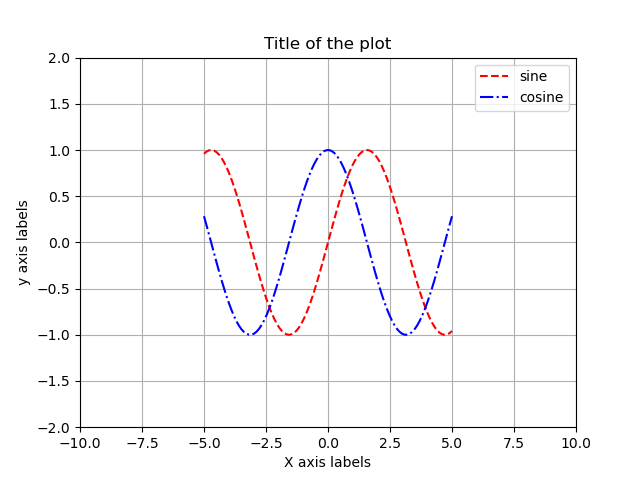 Title of the plot
sine
cosine
2.0
1.5
1.0
0.5
0.0
−0.5
−1.0
−1.5
−2.0
y axis labels
−10.0 −7.5 −5.0 −2.5 0.0 2.5 5.0 7.5 10.0
X axis labels